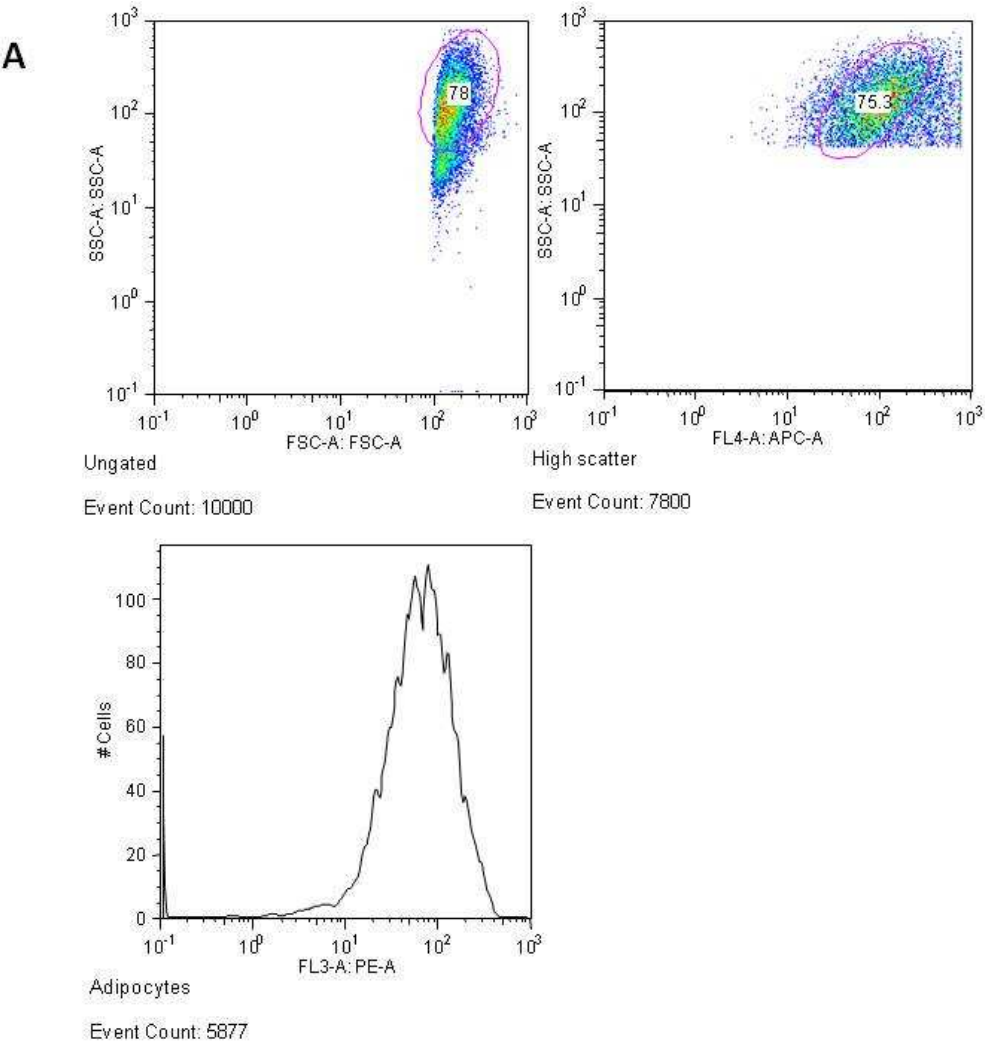 A
10³
10²
10¹
10⁰
10⁻¹
SSC-A: SSC-A
78
10⁻¹ 10⁰ 10¹ 10² 10³
FSC-A: FSC-A
Ungated
Event Count: 10000
10³
10²
10¹
10⁰
10⁻¹
SSC-A: SSC-A
75.3
10⁻¹ 10⁰ 10¹ 10² 10³
FL4-A: APC-A
High scatter
Event Count: 7800
100
80
60
40
20
0
# Cells
10⁻¹ 10⁰ 10¹ 10² 10³
FL3-A: PE-A
Adipocytes
Event Count: 5877